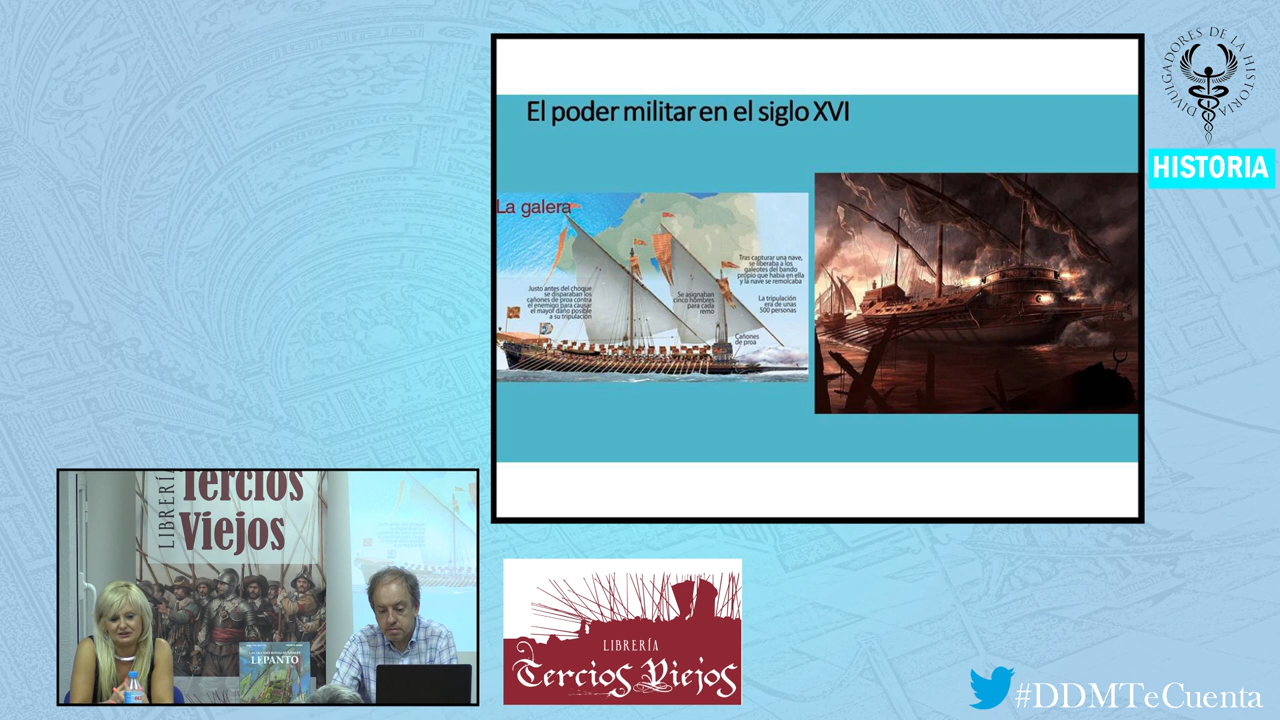 El poder militar en el siglo XVI
La galera
Justo antes del choque
se disparaban los
cañones de proa contra
el enemigo para causar
el mayor daño posible
a su tripulación
Se asignaban
cinco hombres
para cada
remo
Tras capturar una nave,
se liberaba a los
galeotes del bando
propio que había en ella
y la nave se remolcaba
La tripulación
era de unas
500 personas
Cañones
de proa
DIVULGADORES DE LA HISTORIA
HISTORIA
LIBRERÍA
Tercios
Viejos
LEPANTO
LIBRERÍA
Tercios Viejos
#DDMTeCuenta